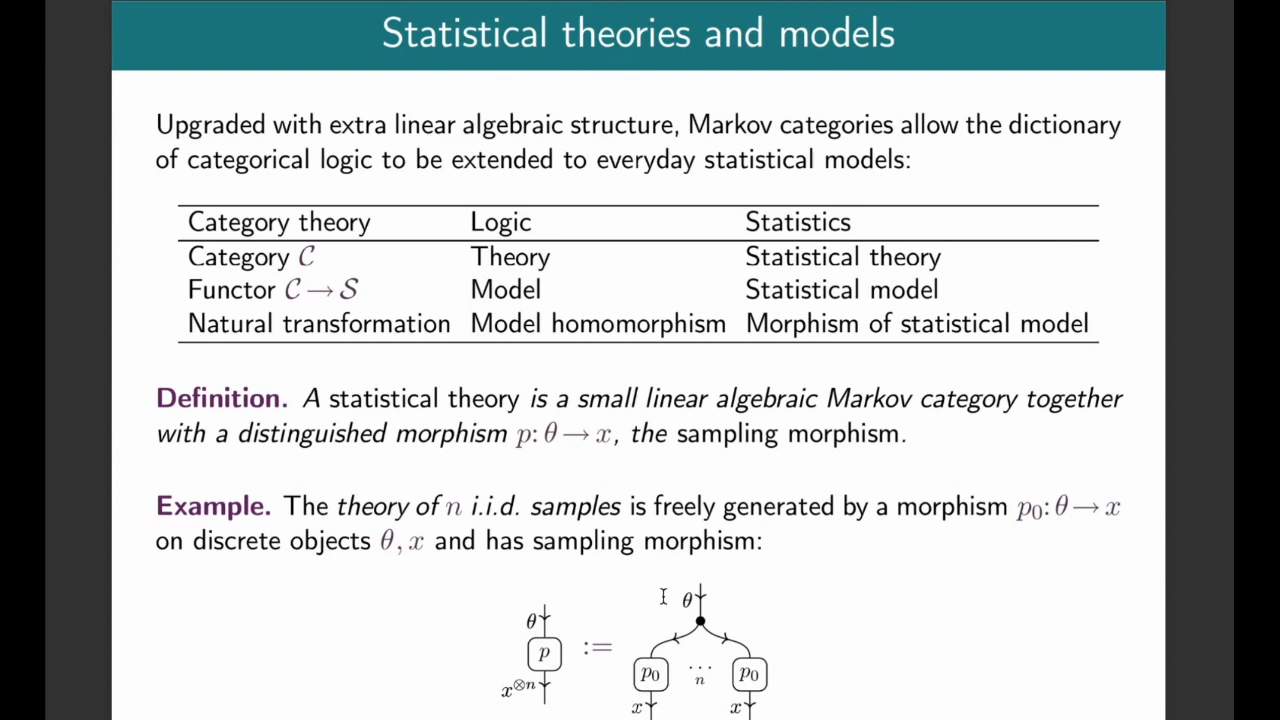 Statistical theories and models
Upgraded with extra linear algebraic structure, Markov categories allow the dictionary
of categorical logic to be extended to everyday statistical models:
Category theory Logic Statistics
Category 𝒞 Theory Statistical theory
Functor 𝒞 → 𝒮 Model Statistical model
Natural transformation Model homomorphism Morphism of statistical model
Definition. A statistical theory is a small linear algebraic Markov category together
with a distinguished morphism p: θ → x, the sampling morphism.
Example. The theory of n i.i.d. samples is freely generated by a morphism p₀: θ → x
on discrete objects θ, x and has sampling morphism:
θ θ
p := p₀ ⋯ p₀
n
x⊗n x x